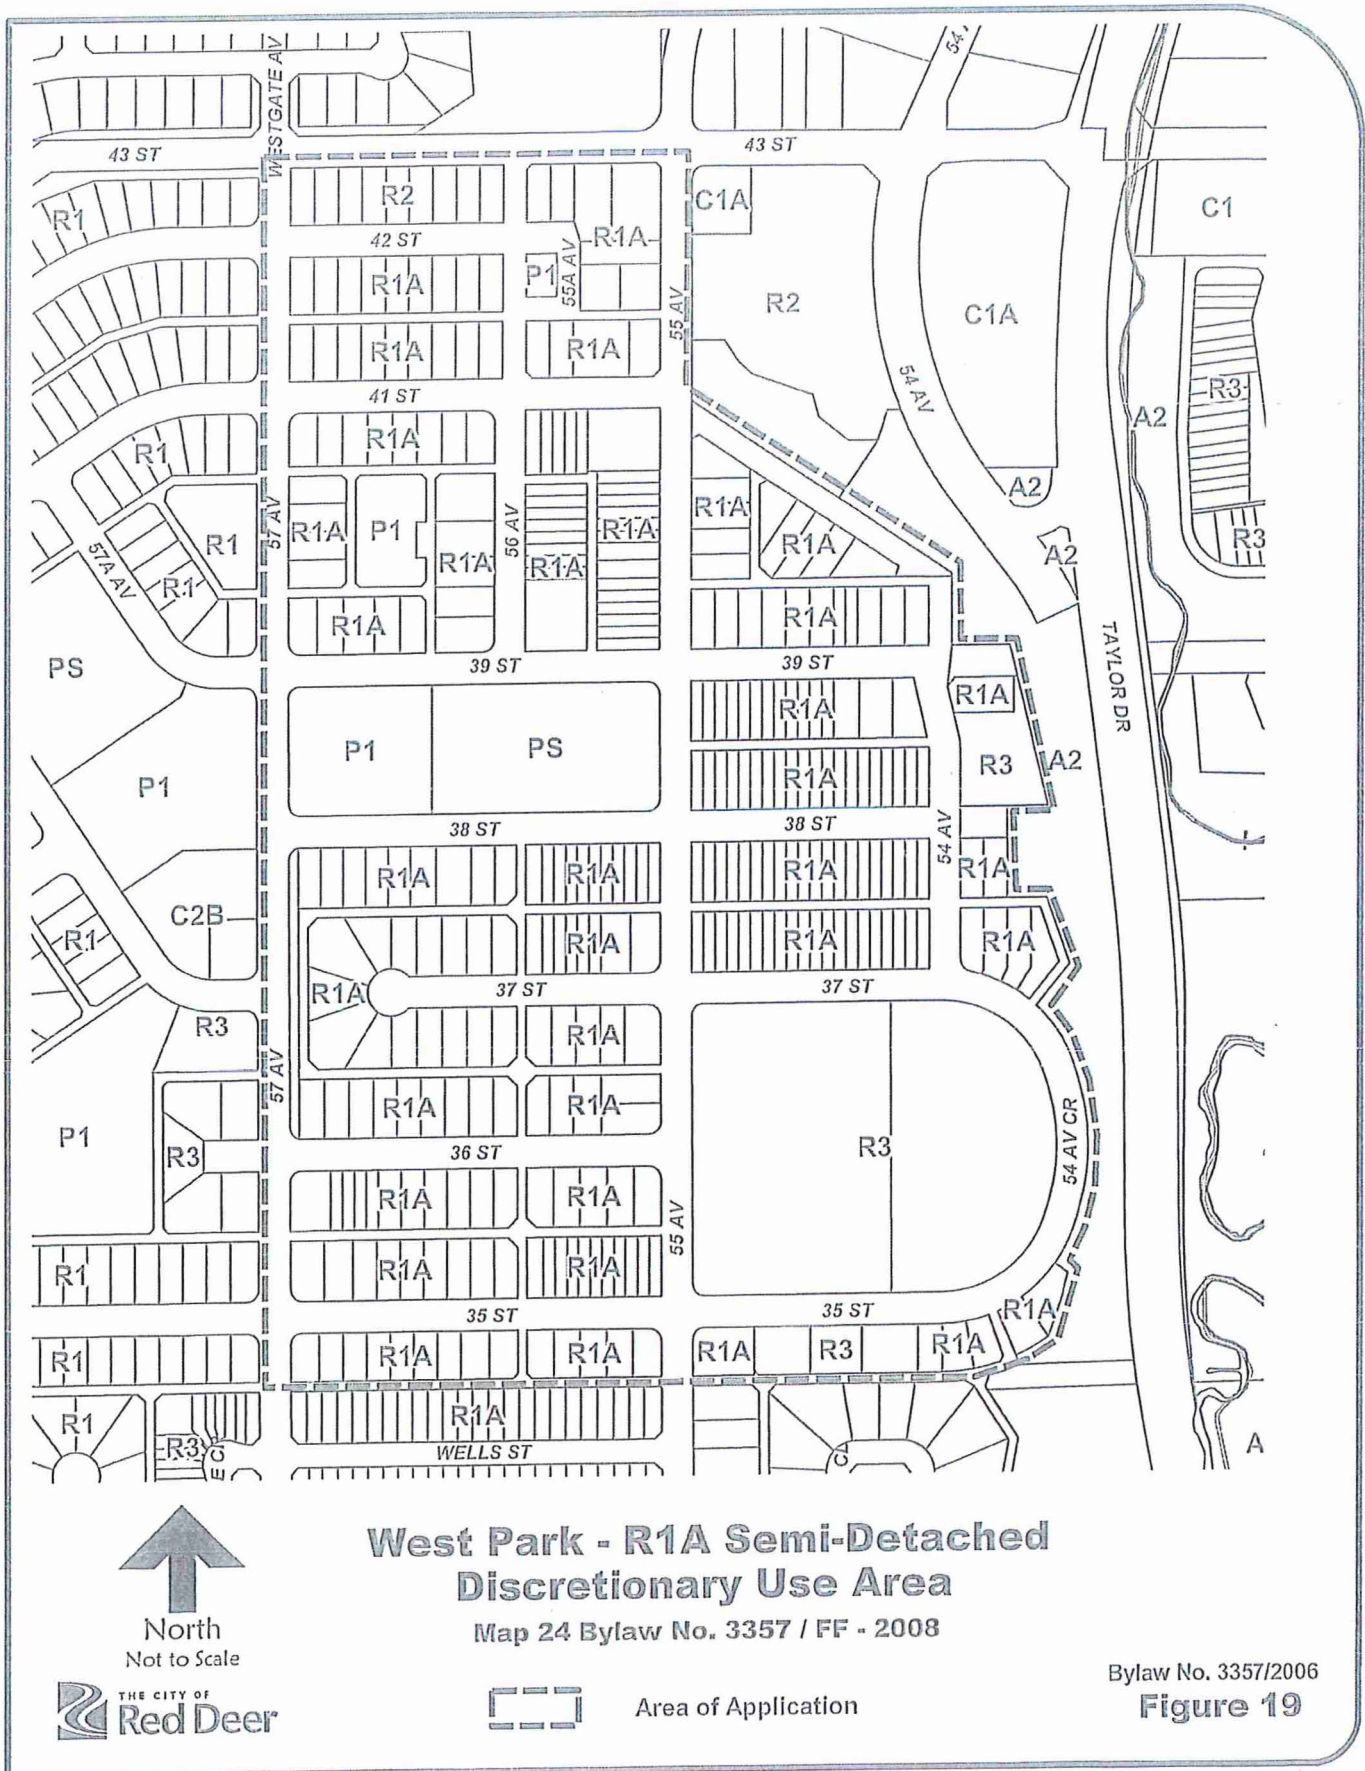 WESTGATE AV
54
43 ST
43 ST
R1
R2
C1A
C1
42 ST
R1A
P1
55A AV
R1A
55 AV
R2
C1A
R1A
R1A
41 ST
54 AV
R3
A2
R1
R1A
57 AV
R1
R1A
P1
R1A
56 AV
R1A
R1A
R1A
R1A
A2
R3
57A AV
R1
A2
R1A
R1A
TAYLOR DR
PS
39 ST
39 ST
R1A
R1A
P1
PS
R3
A2
P1
R1A
38 ST
38 ST
54 AV
R1A
R1A
R1A
R1A
C2B
R1
R1A
R1A
R1A
R1A
37 ST
37 ST
R3
R1A
57 AV
R1A
R1A
P1
R3
36 ST
R3
54 AV CR
R1A
R1A
55 AV
R1
R1A
R1A
35 ST
35 ST
R1A
R1
R1A
R1A
R1A
R3
R1A
R1
R1A
R3
E CL
WELLS ST
CL
A
West Park - R1A Semi-Detached
Discretionary Use Area
Map 24 Bylaw No. 3357 / FF - 2008
North
Not to Scale
THE CITY OF
Red Deer
Area of Application
Bylaw No. 3357/2006
Figure 19